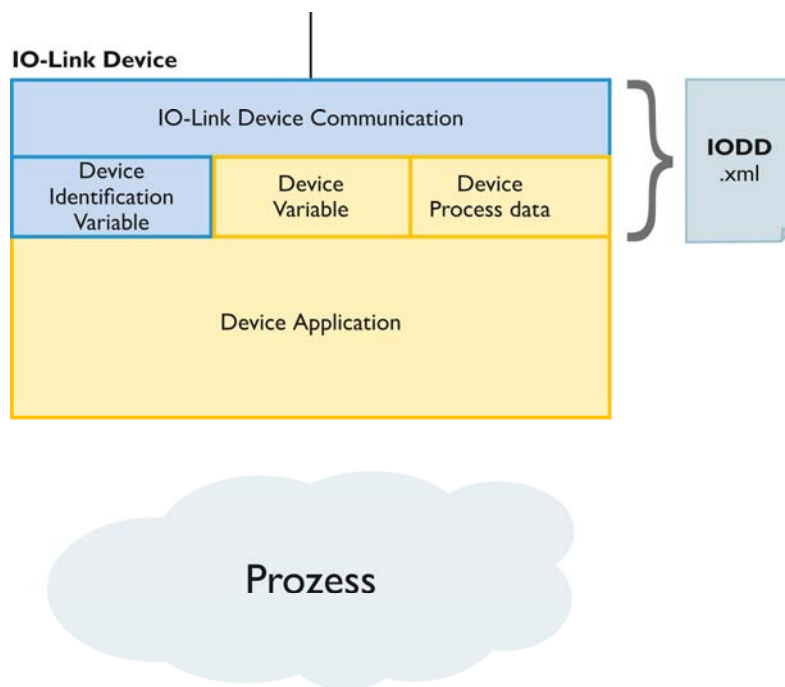 IO-Link Device
IO-Link Device Communication
Device
Identification
Variable
Device
Variable
Device
Process data
IODD
.xml
Device Application
Prozess